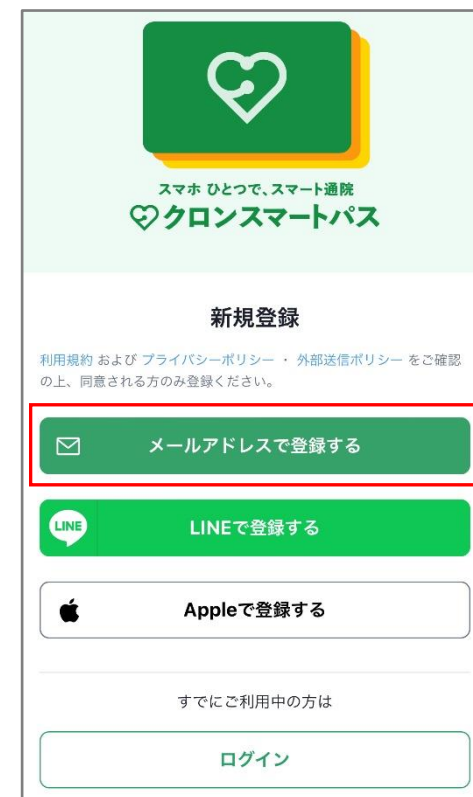 スマホ ひとつで、スマート通院
クロンスマートパス
新規登録
利用規約 および プライバシーポリシー ・ 外部送信ポリシー をご確認
の上、同意される方のみ登録ください。
メールアドレスで登録する
LINE LINEで登録する
Appleで登録する
すでにご利用中の方は
ログイン